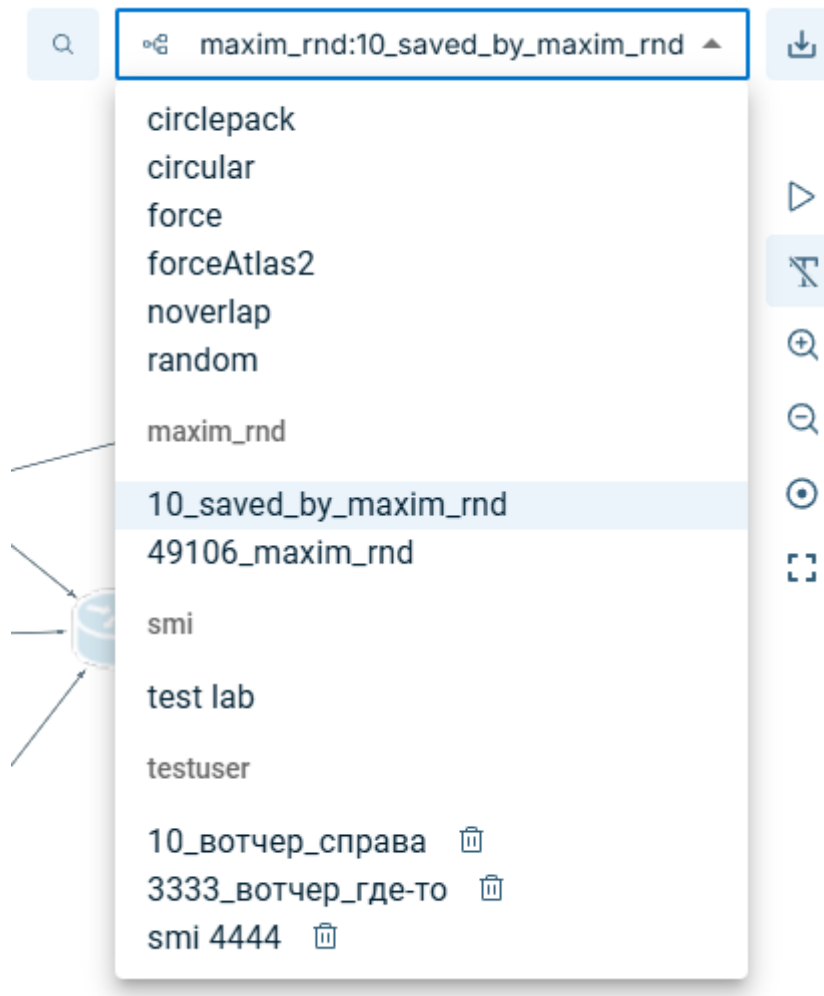 maxim_rnd:10_saved_by_maxim_rnd
circlepack
circular
force
forceAtlas2
noverlap
random
maxim_rnd
10_saved_by_maxim_rnd
49106_maxim_rnd
smi
test lab
testuser
10_вотчер_справа
3333_вотчер_где-то
smi 4444